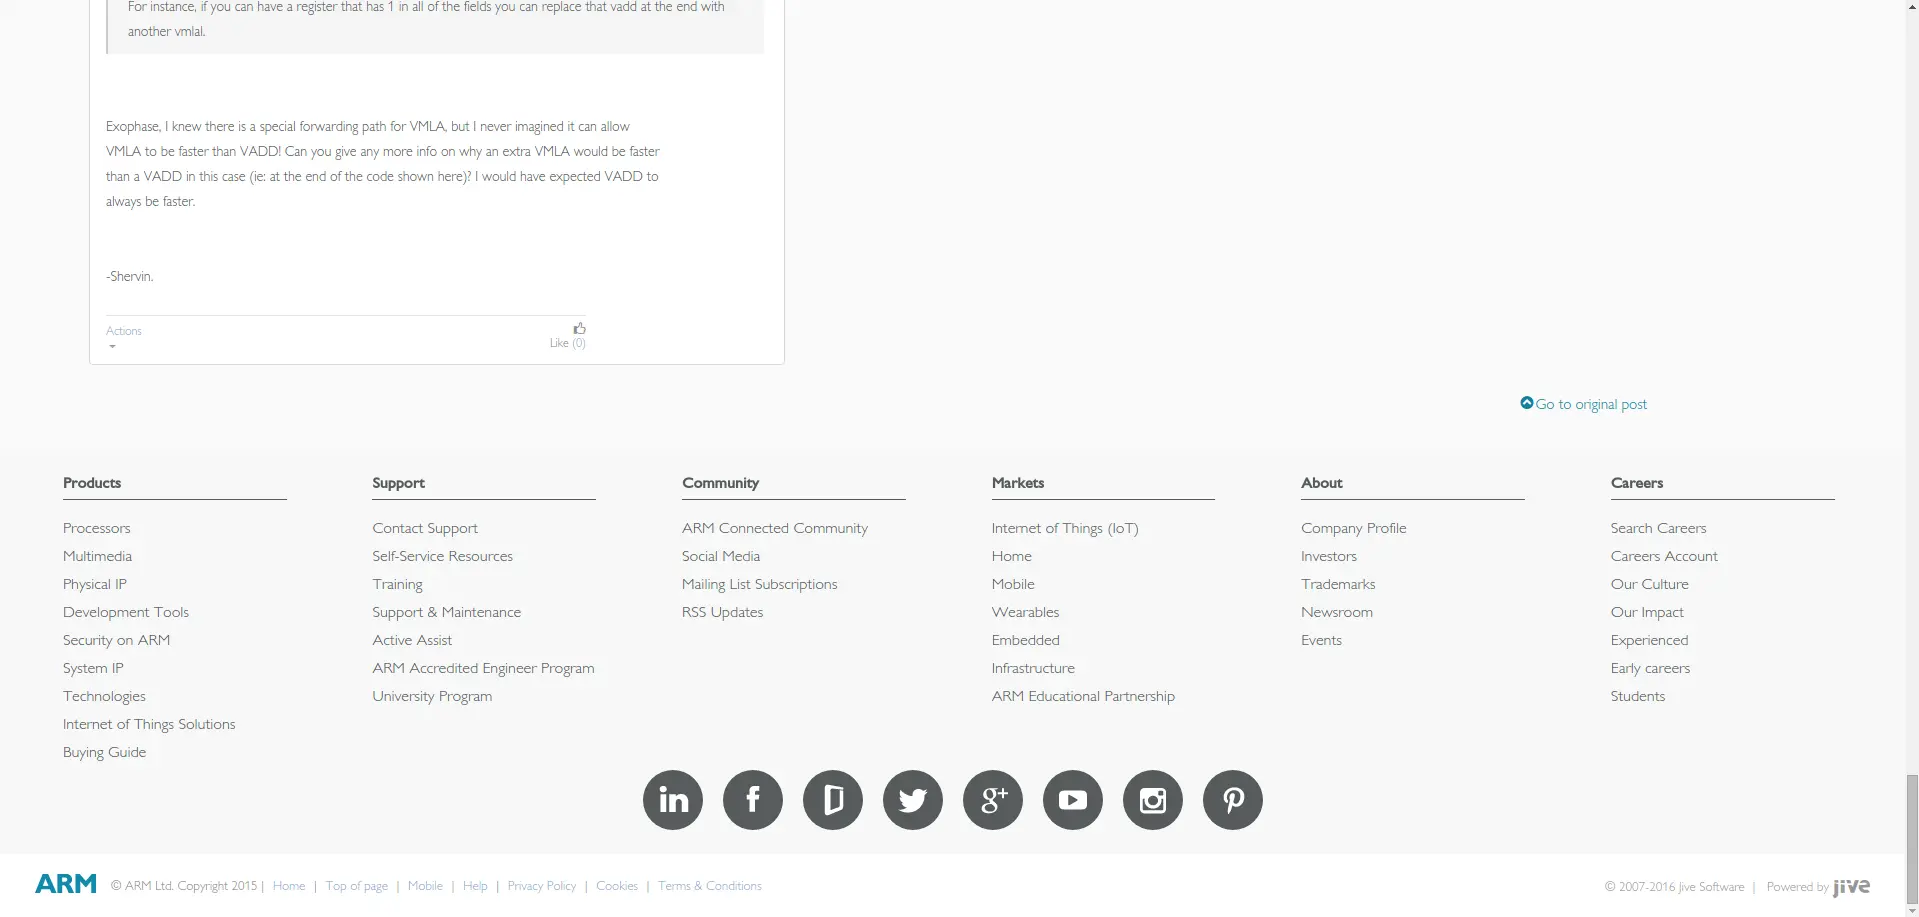 For instance, if you can have a register that has 1 in all of the fields you can replace that vadd at the end with
another vmlal.
Exophase, I knew there is a special forwarding path for VMLA, but I never imagined it can allow
VMLA to be faster than VADD! Can you give any more info on why an extra VMLA would be faster
than a VADD in this case (ie: at the end of the code shown here)? I would have expected VADD to
always be faster.
-Shervin.
Actions
Like (0)
Go to original post
Products
Processors
Multimedia
Physical IP
Development Tools
Security on ARM
System IP
Technologies
Internet of Things Solutions
Buying Guide
Support
Contact Support
Self-Service Resources
Training
Support & Maintenance
Active Assist
ARM Accredited Engineer Program
University Program
Community
ARM Connected Community
Social Media
Mailing List Subscriptions
RSS Updates
Markets
Internet of Things (IoT)
Home
Mobile
Wearables
Embedded
Infrastructure
ARM Educational Partnership
About
Company Profile
Investors
Trademarks
Newsroom
Events
Careers
Search Careers
Careers Account
Our Culture
Our Impact
Experienced
Early careers
Students
in f g+
ARM © ARM Ltd. Copyright 2015 | Home | Top of page | Mobile | Help | Privacy Policy | Cookies | Terms & Conditions
© 2007-2016 Jive Software | Powered by jive